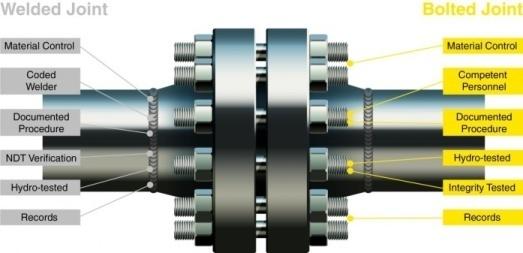 Welded Joint
Bolted Joint
Material Control
Coded
Welder
Documented
Procedure
NDT Verification
Hydro-tested
Records
Material Control
Competent
Personnel
Documented
Procedure
Hydro-tested
Integrity Tested
Records